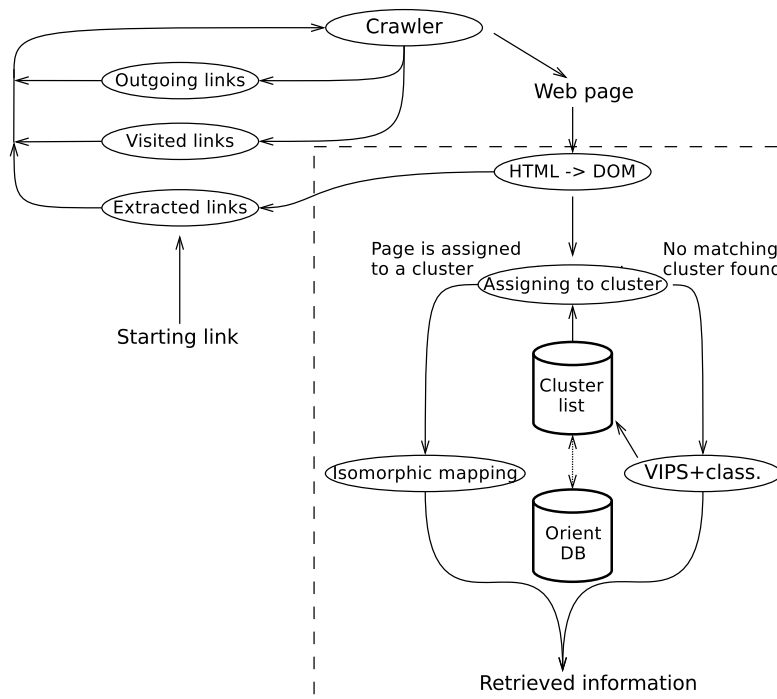 Crawler
Outgoing links
Web page
Visited links
HTML -> DOM
Extracted links
Page is assigned
to a cluster
No matching
cluster found
Assigning to cluster
Starting link
Cluster
list
Isomorphic mapping
VIPS+class.
Orient
DB
Retrieved information